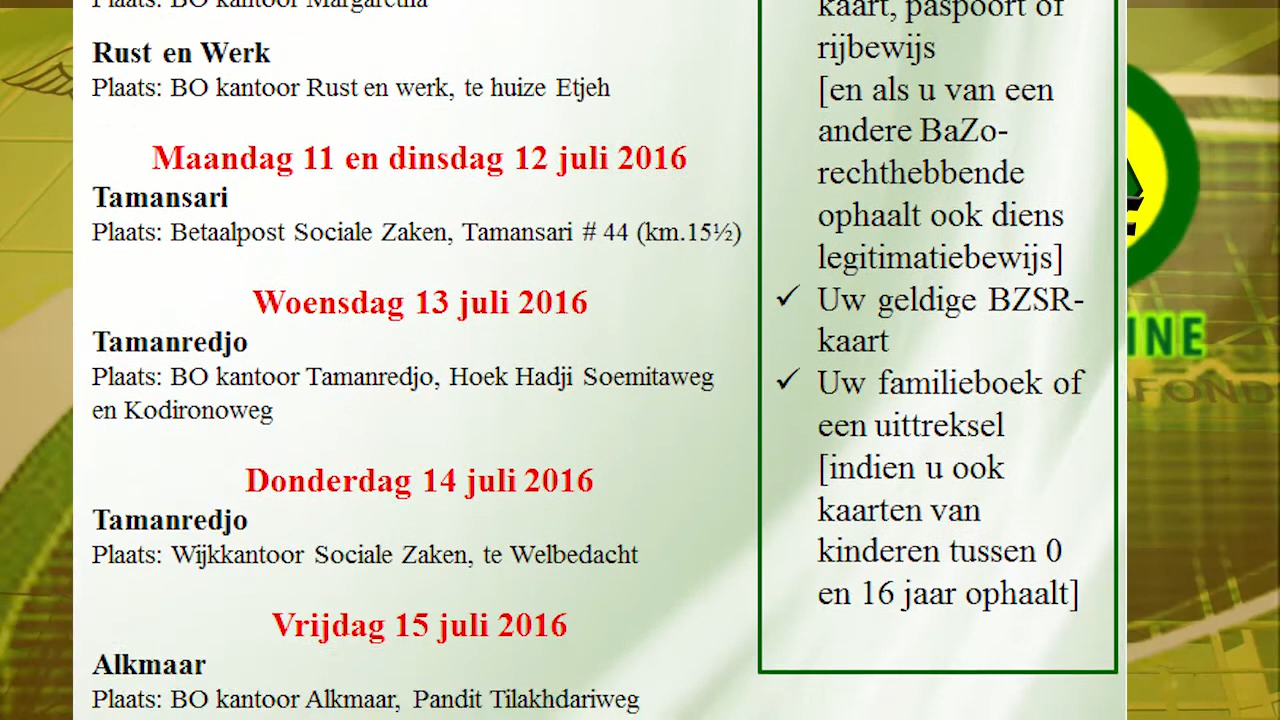 Plaats: BO kantoor Margaretha
Rust en Werk
Plaats: BO kantoor Rust en werk, te huize Etjeh
Maandag 11 en dinsdag 12 juli 2016
Tamansari
Plaats: Betaalpost Sociale Zaken, Tamansari # 44 (km.15½)
Woensdag 13 juli 2016
Tamanredjo
Plaats: BO kantoor Tamanredjo, Hoek Hadji Soemitaweg
en Kodironoweg
Donderdag 14 juli 2016
Tamanredjo
Plaats: Wijkkantoor Sociale Zaken, te Welbedacht
Vrijdag 15 juli 2016
Alkmaar
Plaats: BO kantoor Alkmaar, Pandit Tilakhdariweg
kaart, paspoort of
rijbewijs
[en als u van een
andere BaZo-
rechthebbende
ophaalt ook diens
legitimatiebewijs]
✓ Uw geldige BZSR-
kaart
✓ Uw familieboek of
een uittreksel
[indien u ook
kaarten van
kinderen tussen 0
en 16 jaar ophaalt]
INE
FOND